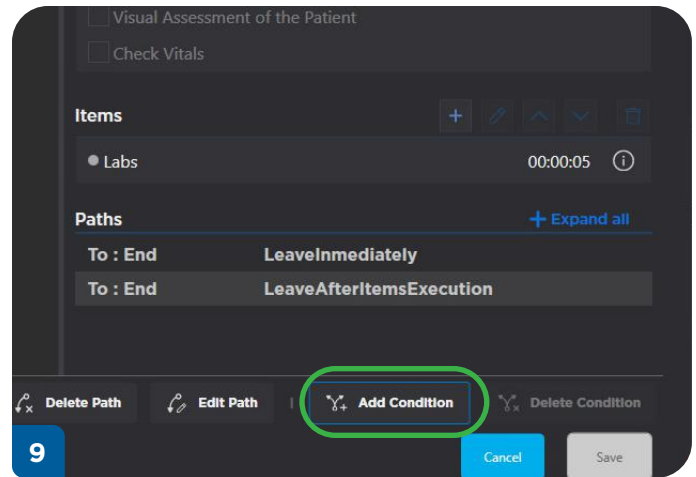 Visual Assessment of the Patient
Check Vitals
Items
Labs 00:00:05
Paths + Expand all
To : End LeaveInmediately
To : End LeaveAfterItemsExecution
Delete Path Edit Path | Add Condition Delete Condition
9 Cancel Save